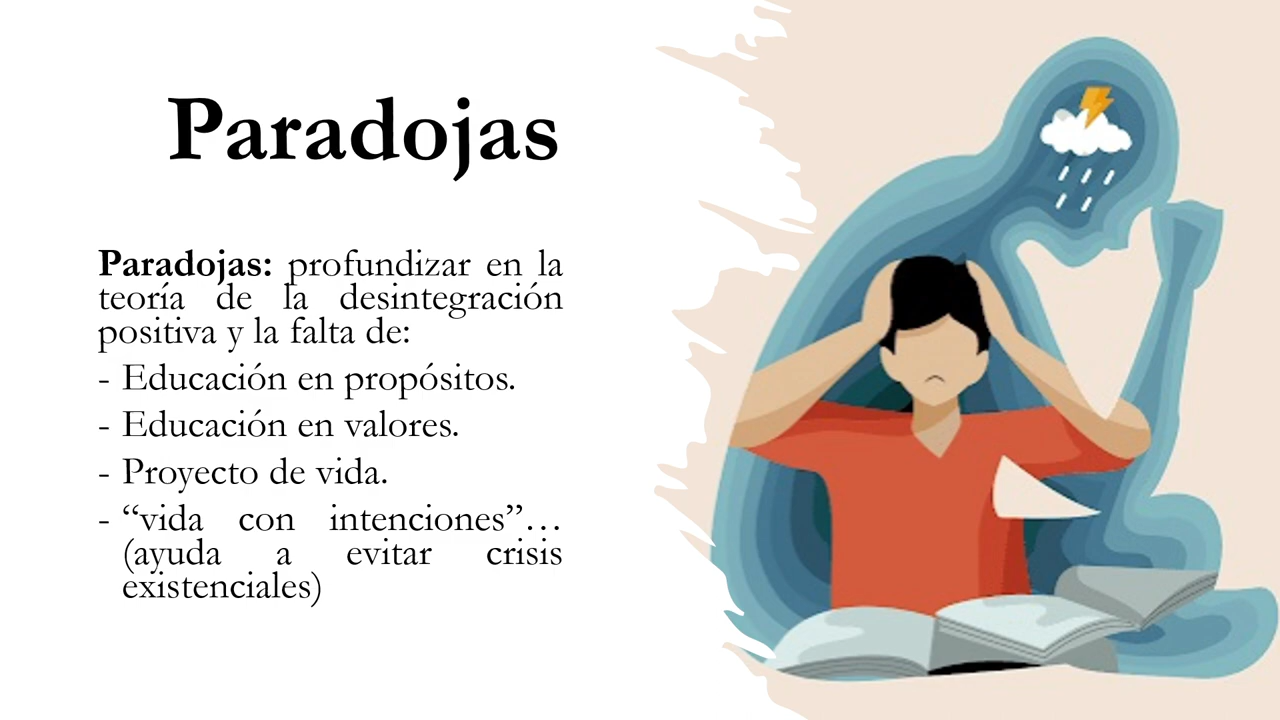 Paradojas
Paradojas: profundizar en la
teoría de la desintegración
positiva y la falta de:
- Educación en propósitos.
- Educación en valores.
- Proyecto de vida.
- “vida con intenciones”…
(ayuda a evitar crisis
existenciales)